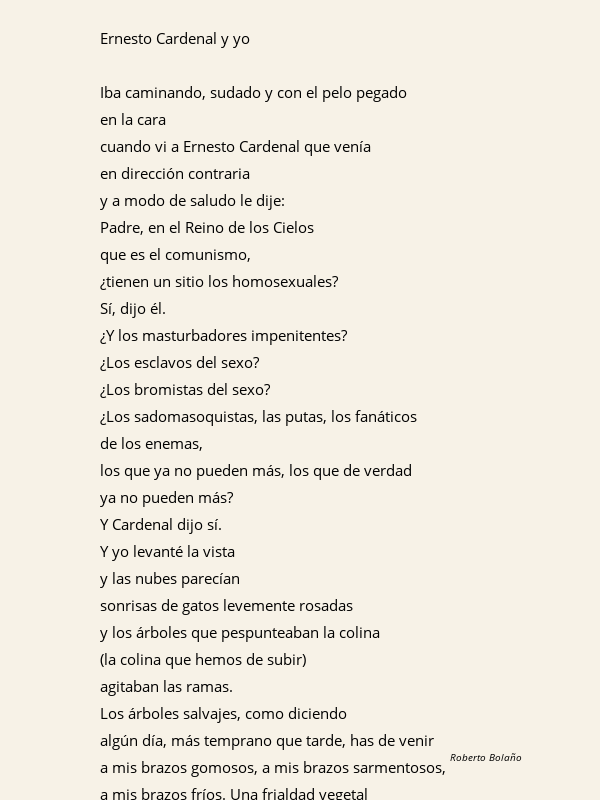 Ernesto Cardenal y yo
Iba caminando, sudado y con el pelo pegado
en la cara
cuando vi a Ernesto Cardenal que venía
en dirección contraria
y a modo de saludo le dije:
Padre, en el Reino de los Cielos
que es el comunismo,
¿tienen un sitio los homosexuales?
Sí, dijo él.
¿Y los masturbadores impenitentes?
¿Los esclavos del sexo?
¿Los bromistas del sexo?
¿Los sadomasoquistas, las putas, los fanáticos
de los enemas,
los que ya no pueden más, los que de verdad
ya no pueden más?
Y Cardenal dijo sí.
Y yo levanté la vista
y las nubes parecían
sonrisas de gatos levemente rosadas
y los árboles que pespunteaban la colina
(la colina que hemos de subir)
agitaban las ramas.
Los árboles salvajes, como diciendo
algún día, más temprano que tarde, has de venir
a mis brazos gomosos, a mis brazos sarmentosos,
a mis brazos fríos. Una frialdad vegetal
Roberto Bolaño